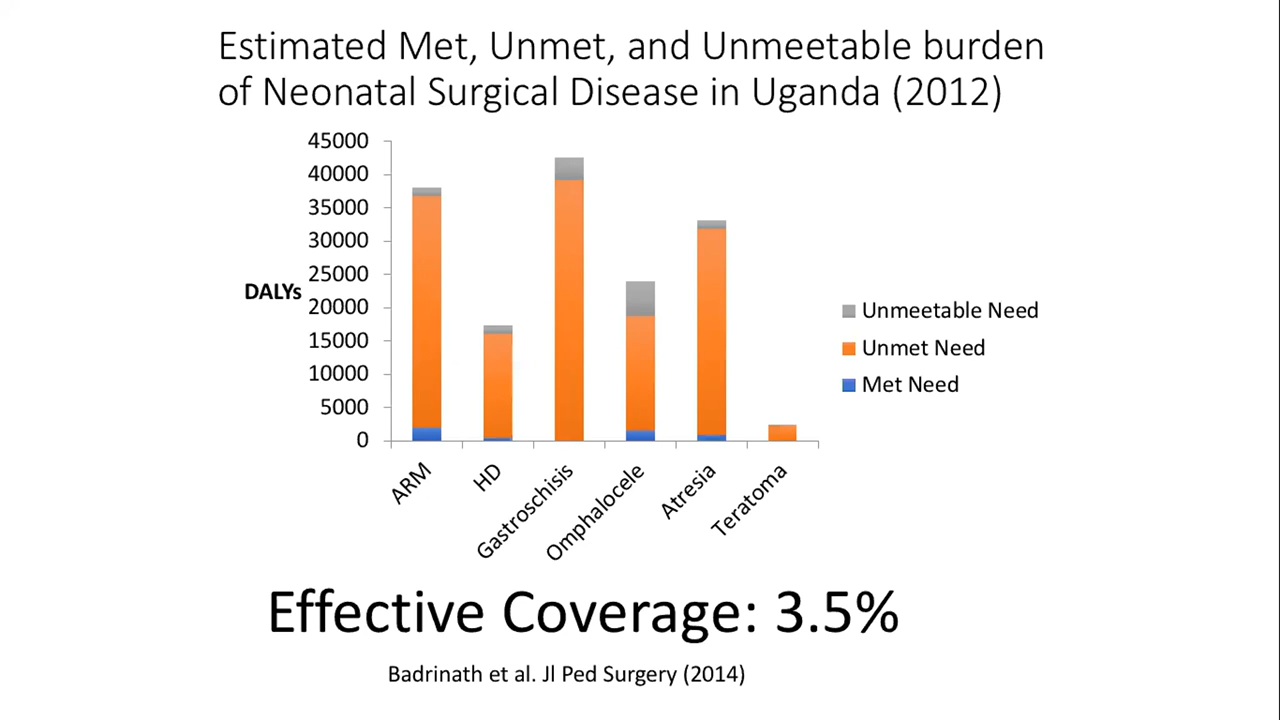 Estimated Met, Unmet, and Unmeetable burden
of Neonatal Surgical Disease in Uganda (2012)
45000
40000
35000
30000
25000
DALYs
20000
15000
10000
5000
0
ARM
HD
Gastroschisis
Omphalocele
Atresia
Teratoma
Unmeetable Need
Unmet Need
Met Need
Effective Coverage: 3.5%
Badrinath et al. Jl Ped Surgery (2014)